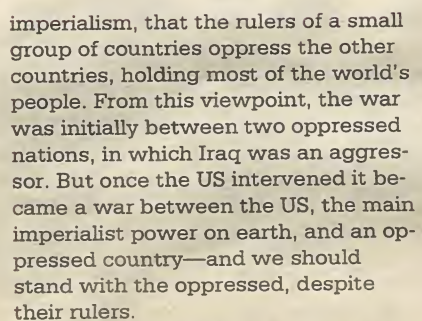 imperialism, that the rulers of a small
group of countries oppress the other
countries, holding most of the world's
people. From this viewpoint, the war
was initially between two oppressed
nations, in which Iraq was an aggres-
sor. But once the US intervened it be-
came a war between the US, the main
imperialist power on earth, and an op-
pressed country—and we should
stand with the oppressed, despite
their rulers.